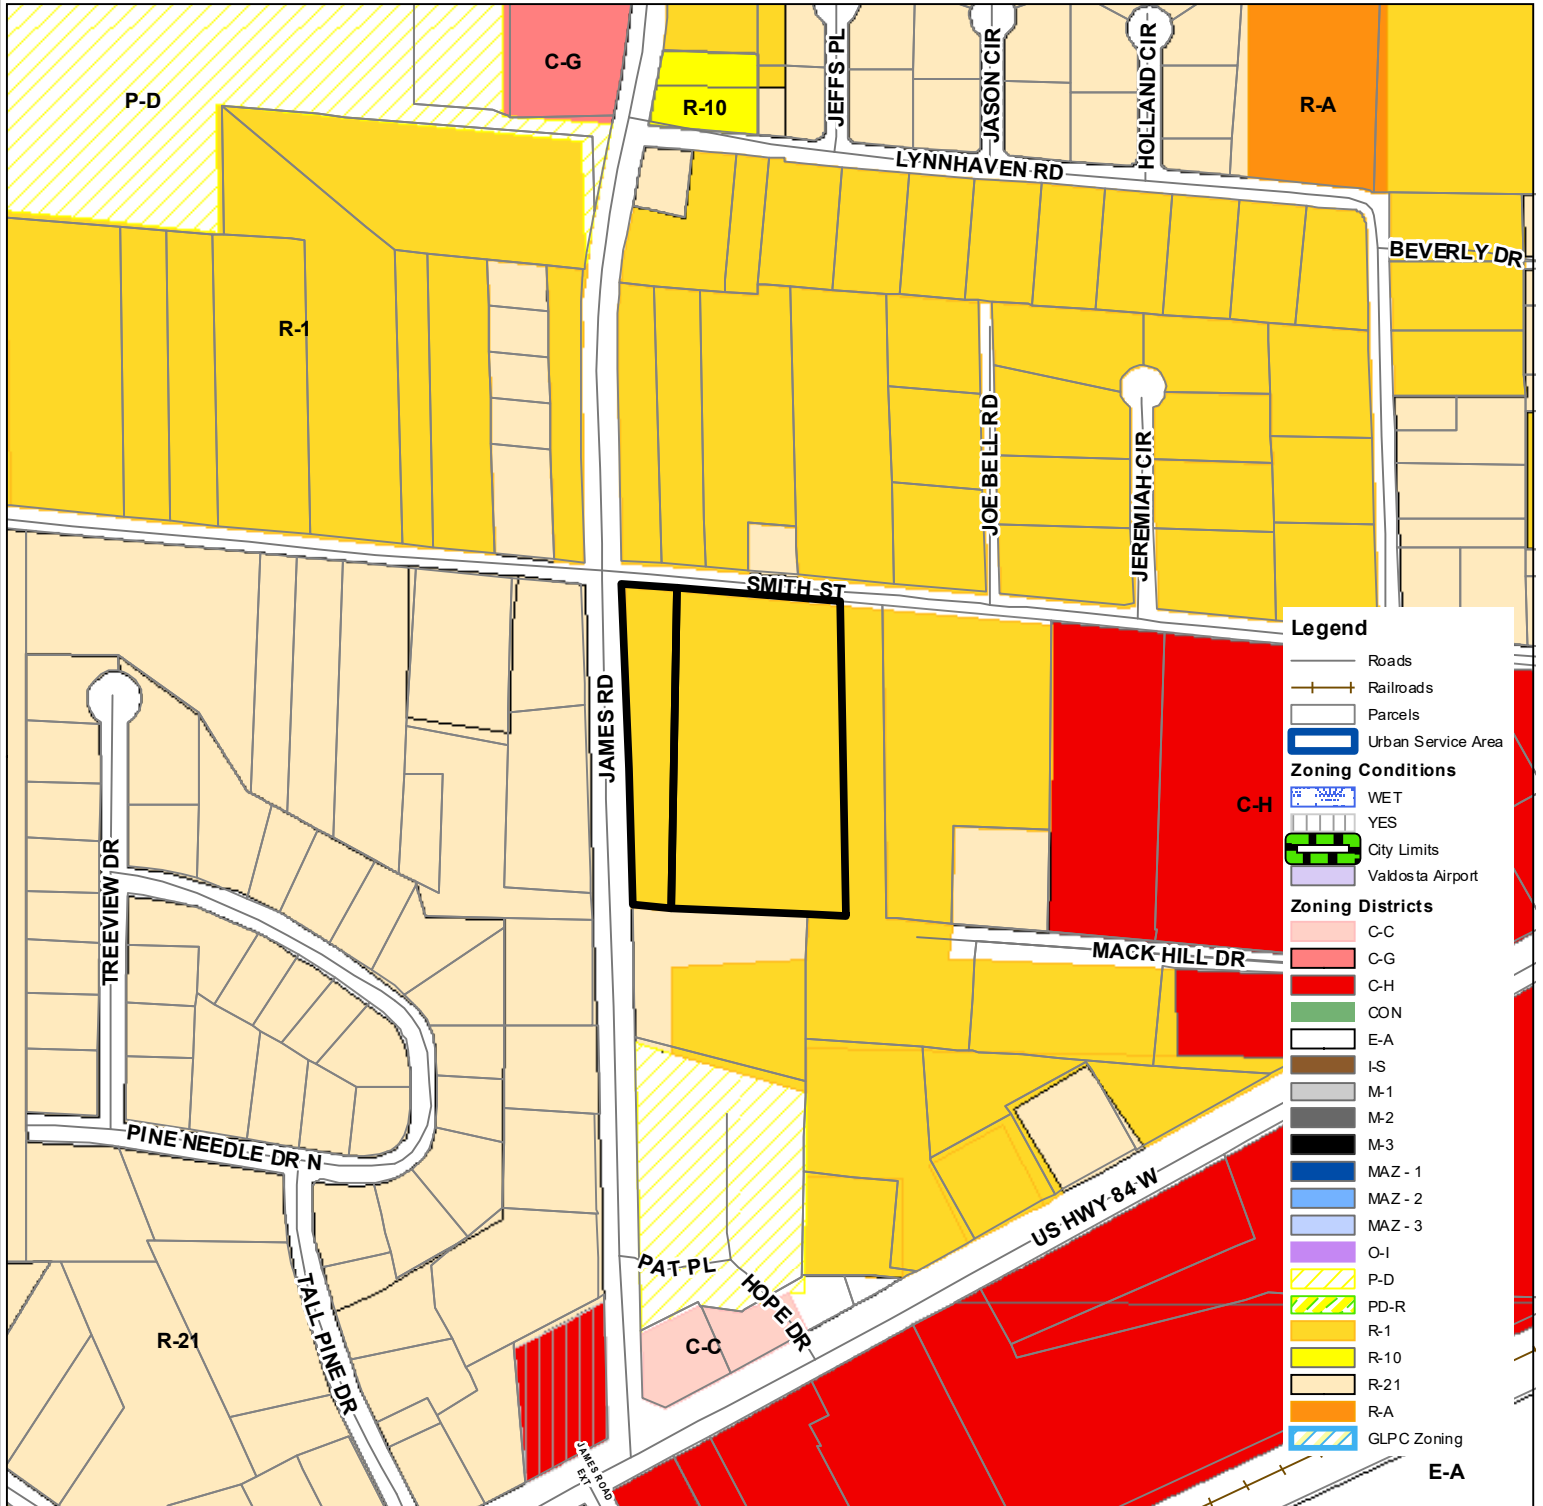 P-D
C-G
R-10
JEFFS PL
JASON CIR
HOLLAND CIR
R-A
LYNNHAVEN RD
BEVERLY DR
R-1
JOE BELL RD
JEREMIAH CIR
SMITH ST
JAMES RD
C-H
TREEVIEW DR
MACK HILL DR
PINE NEEDLE DR N
US HWY 84 W
PAT PL
HOPE DR
TALL PINE DR
R-21
C-C
JAMES ROAD
EXT
Legend
Roads
Railroads
Parcels
Urban Service Area
Zoning Conditions
WET
YES
City Limits
Valdosta Airport
Zoning Districts
C-C
C-G
C-H
CON
E-A
I-S
M-1
M-2
M-3
MAZ - 1
MAZ - 2
MAZ - 3
O-I
P-D
PD-R
R-1
R-10
R-21
R-A
GLPC Zoning
E-A